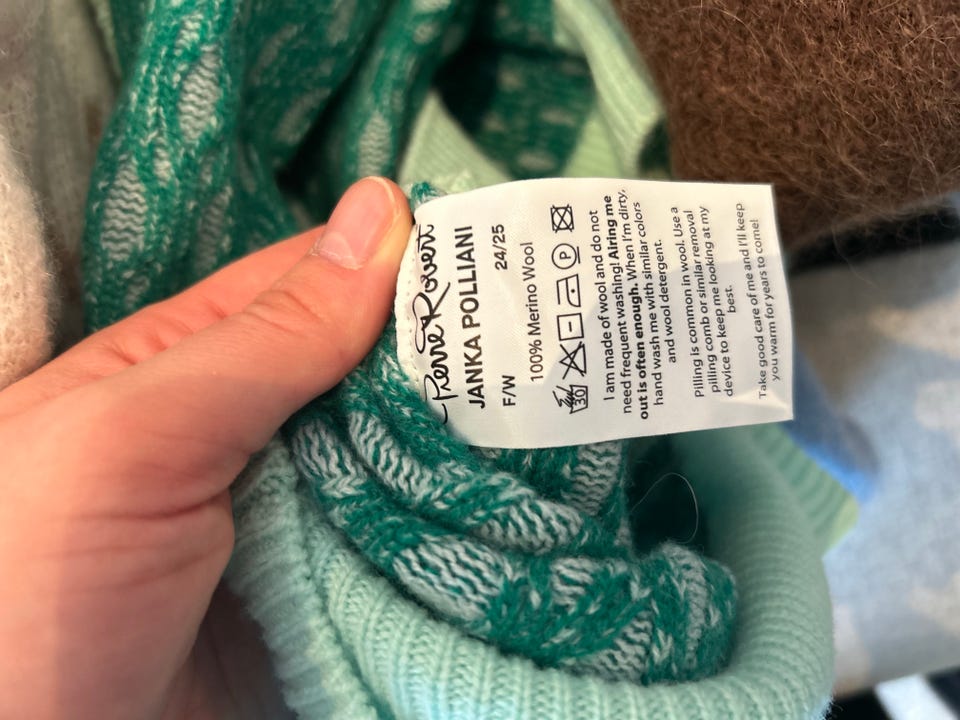 Pierre Robert
JANKA POLLIANI
F/W 24/25
100% Merino Wool
30 P
I am made of wool and do not
need frequent washing! Airing me
out is often enough. When I'm dirty,
hand wash me with similar colors
and wool detergent.
Pilling is common in wool. Use a
pilling comb or similar removal
device to keep me looking at my
best.
Take good care of me and I'll keep
you warm for years to come!